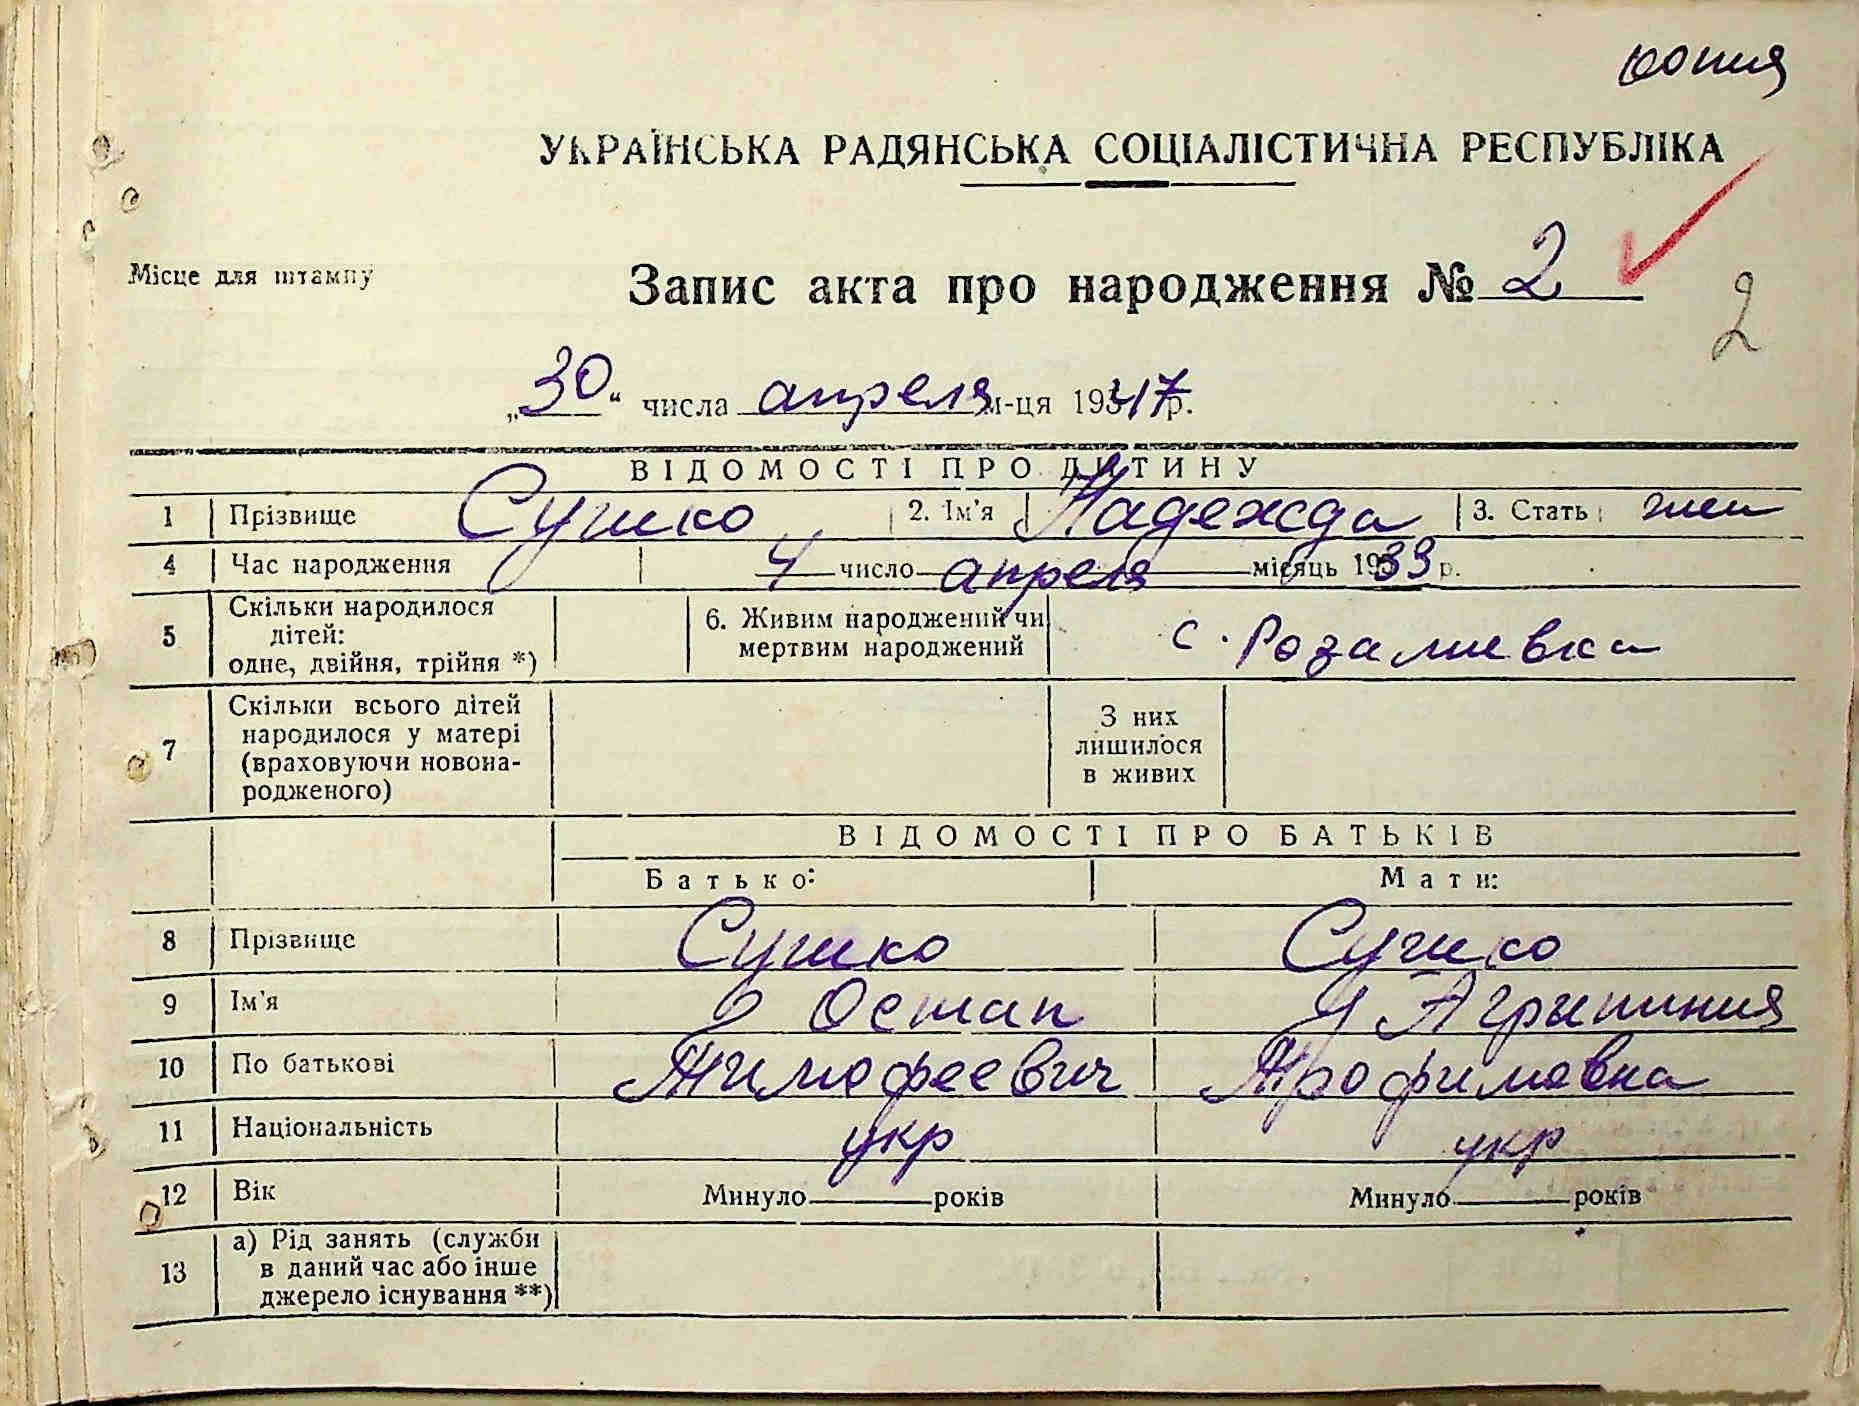 копия
УКРАЇНСЬКА РАДЯНСЬКА СОЦІАЛІСТИЧНА РЕСПУБЛІКА
Місце для штампу
Запис акта про народження № 2
2
„30“ числа апреля м-ця 1947р.
ВІДОМОСТІ ПРО ДИТИНУ
1 Прізвище Сушко 2. Ім'я Надежда 3. Стать жен
4 Час народження 4 число апреля місяць 1939 р.
5 Скільки народилося дітей: одне, двійня, трійня *) 6. Живим народжений чи мертвим народжений с. Розалиевка
7 Скільки всього дітей народилося у матері (враховуючи новонародженого) З них лишилося в живих
ВІДОМОСТІ ПРО БАТЬКІВ
Батько: Мати:
8 Прізвище Сушко Сушко
9 Ім'я Остап Агрипиния
10 По батькові Тимофеевич Трофимовна
11 Національність укр укр
12 Вік Минуло років Минуло років
13 а) Рід занять (служби в даний час або інше джерело існування **)